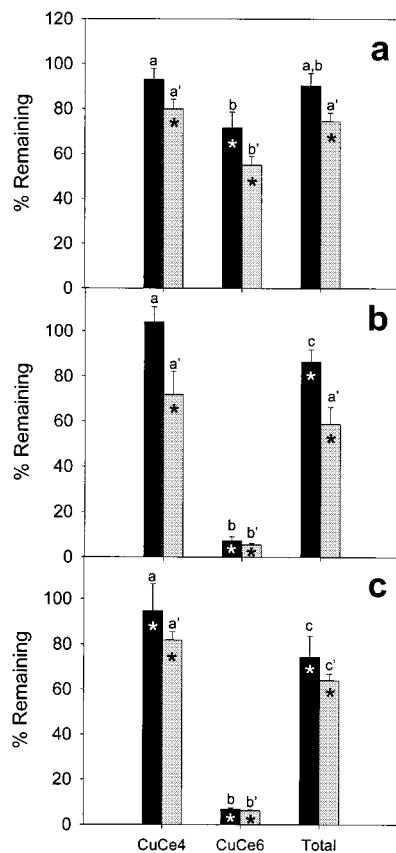 120
a
a
a,b
100
a'
b
a'
80
*
*
*
b'
60
*
40
20
0
% Remaining
a
b
c
100
*
a'
80
a'
*
60
*
40
20
b
b'
0
*
*
% Remaining
a
c
c
100
*
a'
80
*
*
c'
60
*
40
20
b
b'
0
*
*
% Remaining
CuCe4
CuCe6
Total